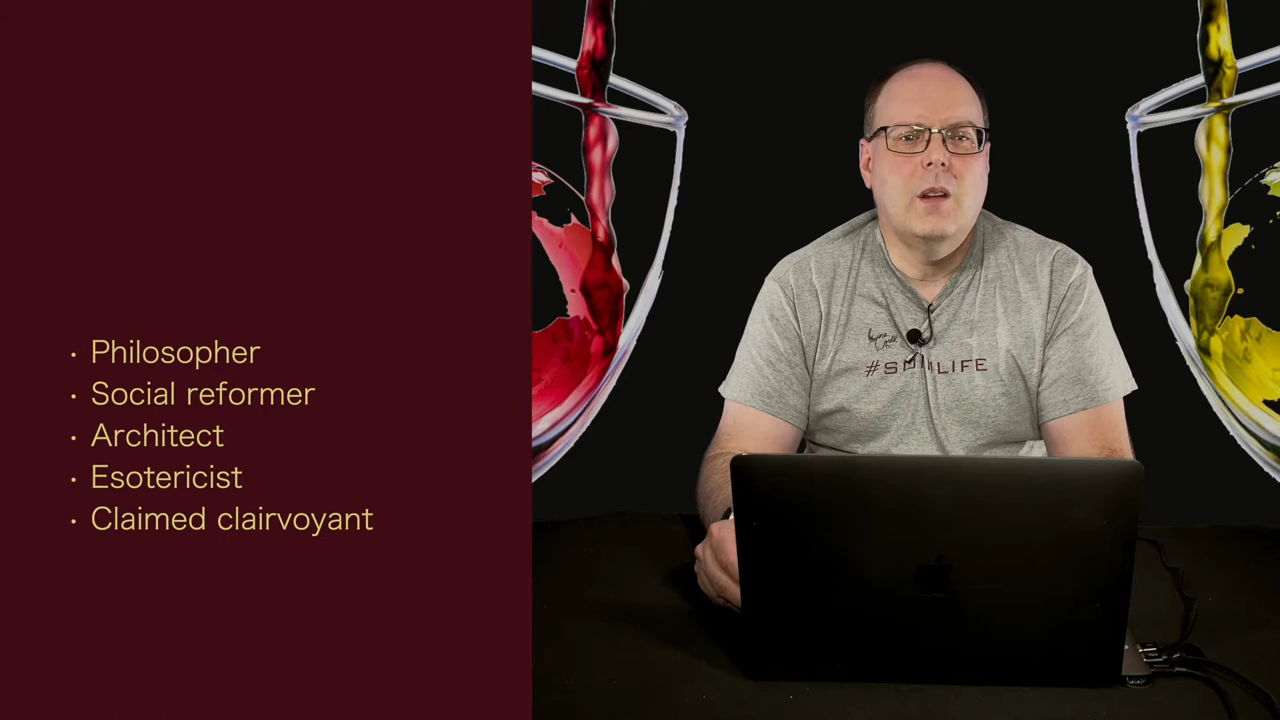 • Philosopher
• Social reformer
• Architect
• Esotericist
• Claimed clairvoyant